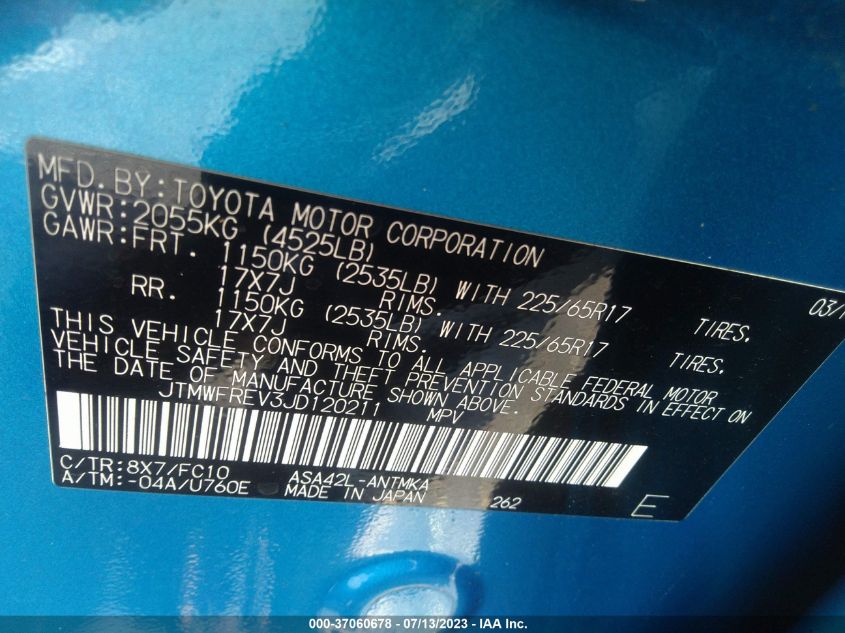 MFD. BY: TOYOTA MOTOR CORPORATION 03/1
GVWR: 2055KG (4525LB)
GAWR: FRT. 1150KG (2535LB) WITH 225/65R17 TIRES.
17X7J RIMS.
RR. 1150KG (2535LB) WITH 225/65R17 TIRES.
17X7J RIMS.
THIS VEHICLE CONFORMS TO ALL APPLICABLE FEDERAL MOTOR
VEHICLE SAFETY AND THEFT PREVENTION STANDARDS IN EFFECT ON
THE DATE OF MANUFACTURE SHOWN ABOVE.
JTMWFREV3JD120211 MPV
C/TR: 8X7/FC10 ASA42L-ANTMKA
A/TM: -04A/U760E MADE IN JAPAN 262 E
000-37060678 / 07/13/2023 - IAA Inc.